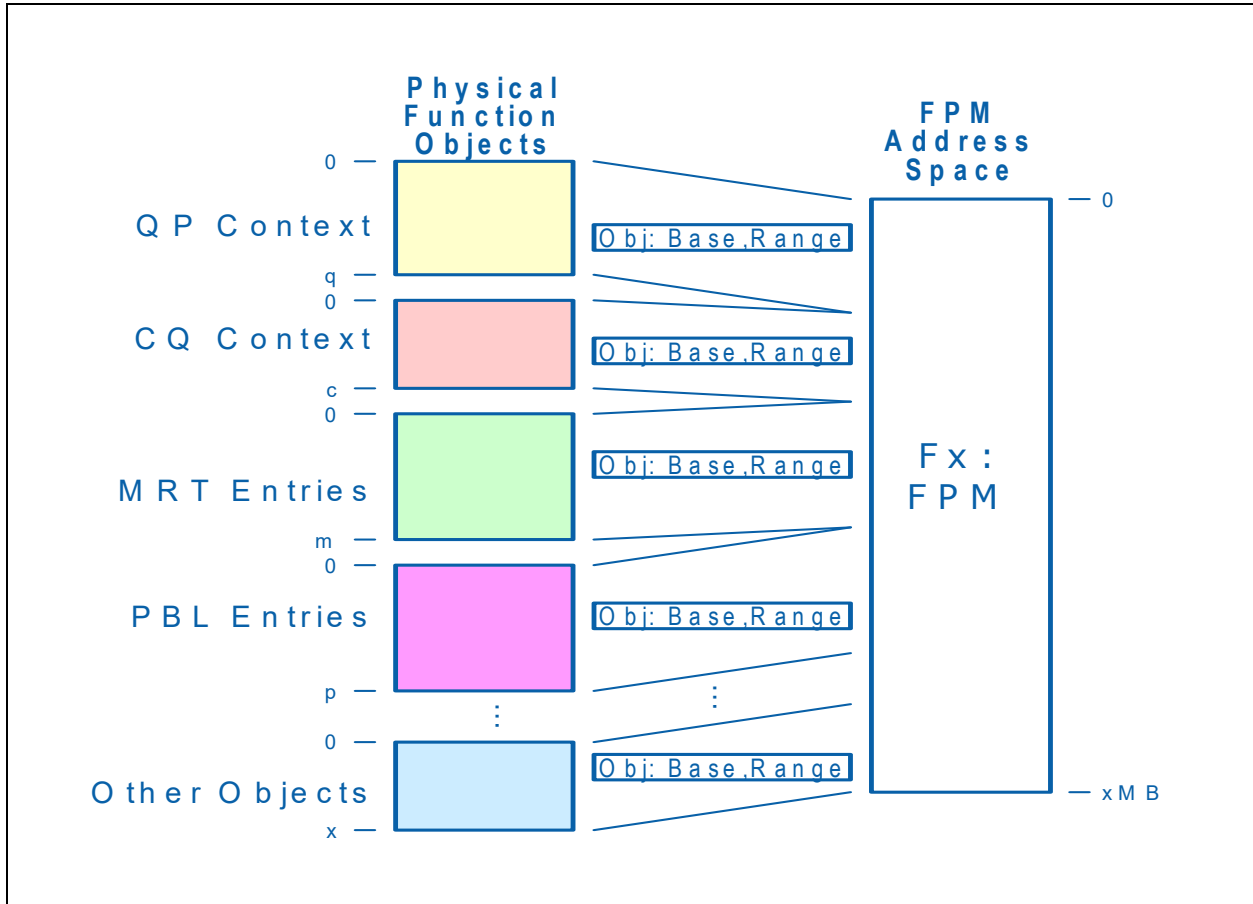 Physical
Function
Objects
FPM
Address
Space
0
0
QP Context
Obj: Base,Range
q
0
CQ Context
Obj: Base,Range
c
0
MRT Entries
Obj: Base,Range
Fx:
FPM
m
0
PBL Entries
Obj: Base,Range
p
⋮
⋮
0
Other Objects
Obj: Base,Range
xMB
x